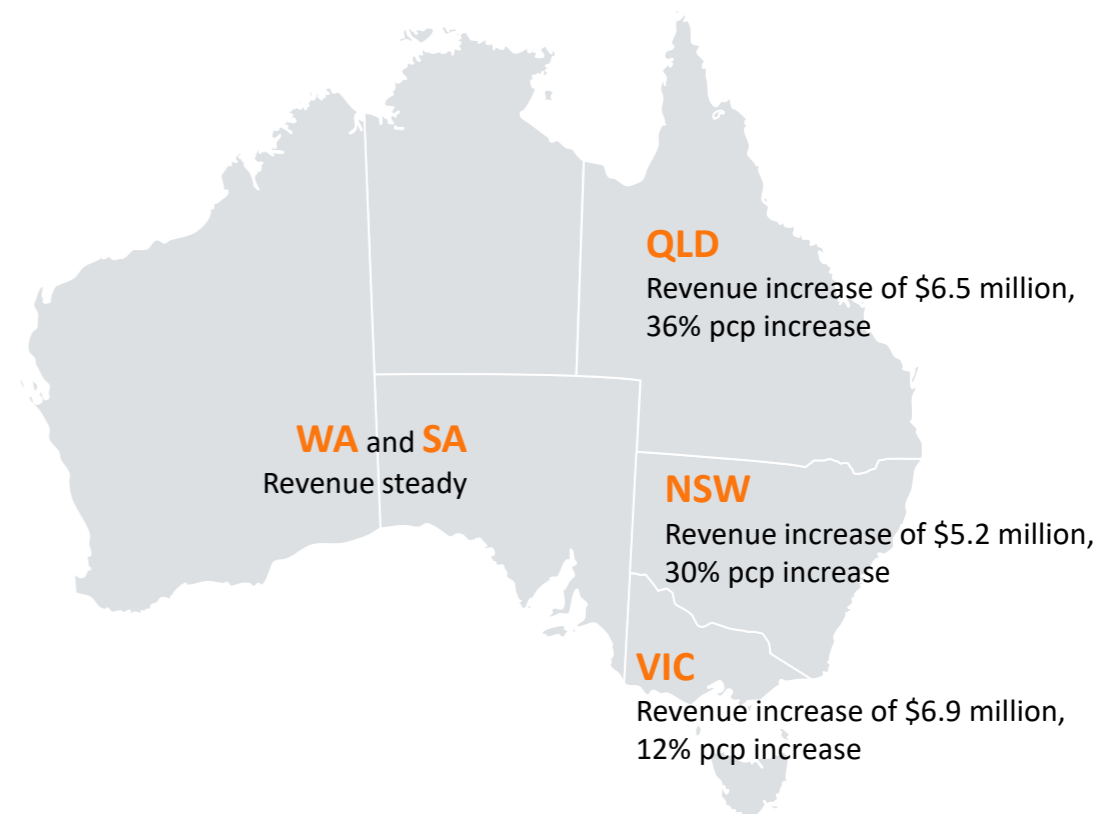 QLD
Revenue increase of $6.5 million,
36% pcp increase
WA and SA
Revenue steady
NSW
Revenue increase of $5.2 million,
30% pcp increase
VIC
Revenue increase of $6.9 million,
12% pcp increase